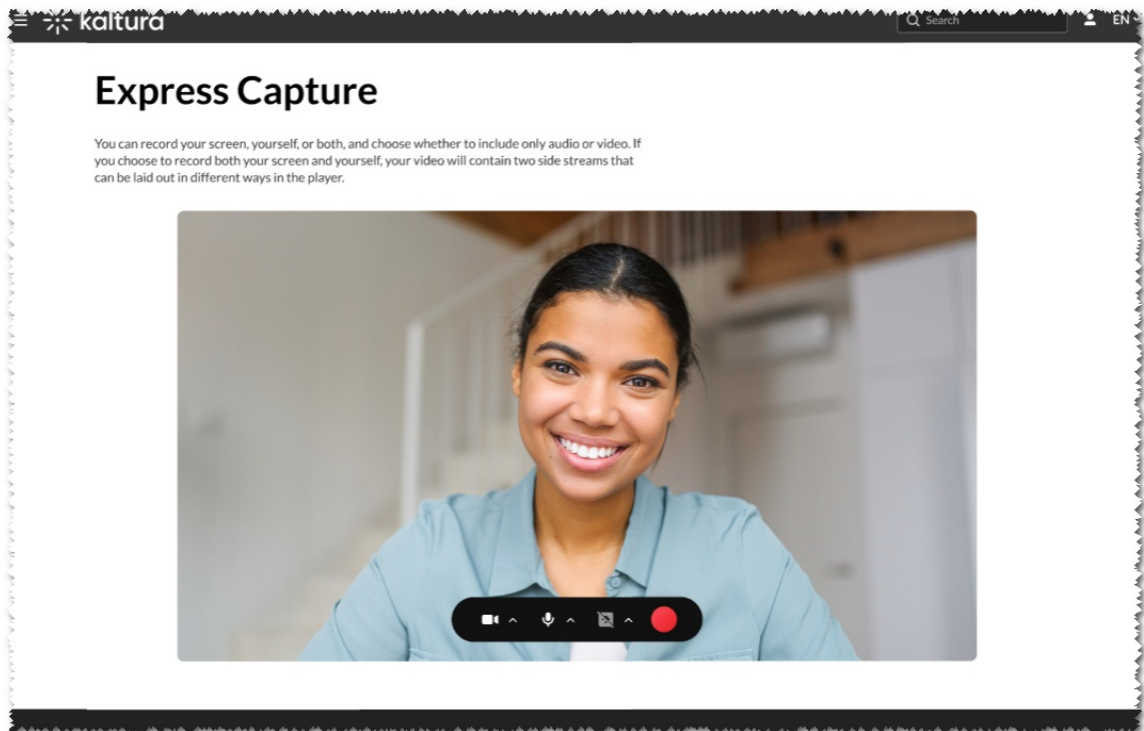 kaltura
Search
EN
Express Capture
You can record your screen, yourself, or both, and choose whether to include only audio or video. If
you choose to record both your screen and yourself, your video will contain two side streams that
can be laid out in different ways in the player.